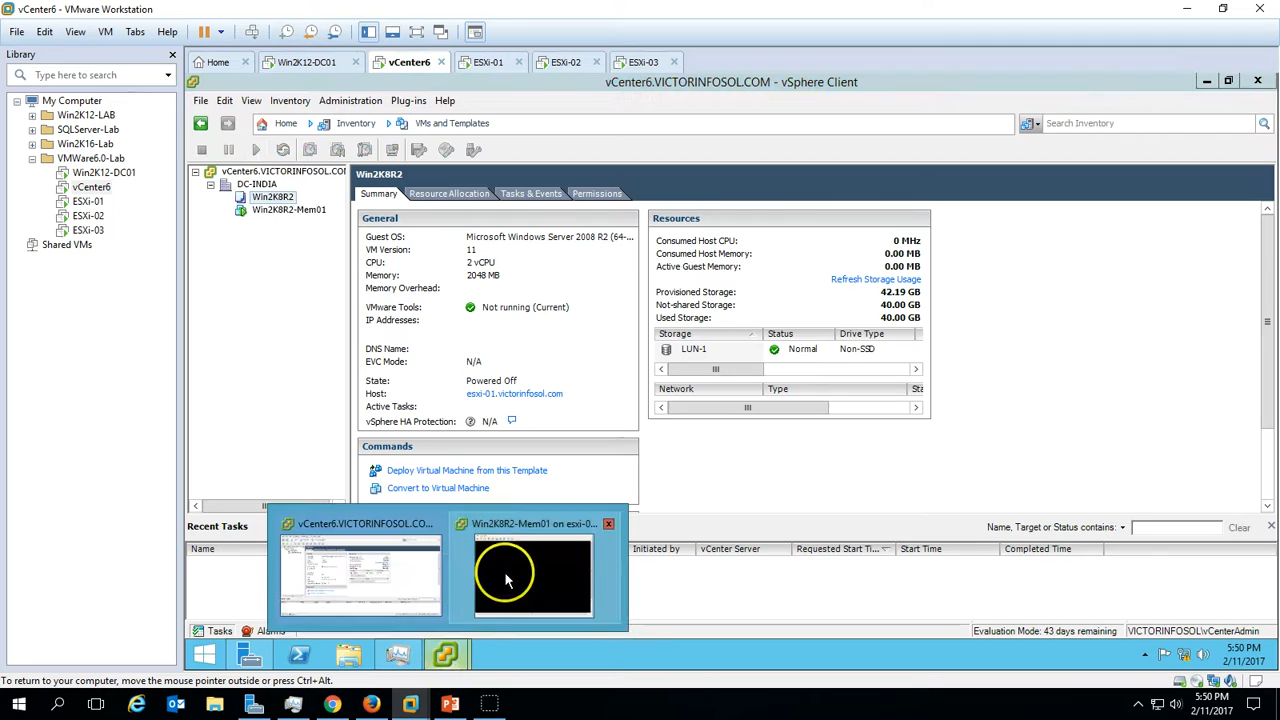 vCenter6 - VMware Workstation
File Edit View VM Tabs Help
Library
Type here to search
My Computer
Win2K12-LAB
SQLServer-Lab
Win2K16-Lab
VMWare6.0-Lab
Win2K12-DC01
vCenter6
ESXi-01
ESXi-02
ESXi-03
Shared VMs
Home Win2K12-DC01 vCenter6 ESXi-01 ESXi-02 ESXi-03
vCenter6.VICTORINFOSOL.COM - vSphere Client
File Edit View Inventory Administration Plug-ins Help
Home Inventory VMs and Templates Search Inventory
vCenter6.VICTORINFOSOL.COM
DC-INDIA
Win2K8R2
Win2K8R2-Mem01
Win2K8R2
Summary Resource Allocation Tasks & Events Permissions
General
Guest OS: Microsoft Windows Server 2008 R2 (64-...
VM Version: 11
CPU: 2 vCPU
Memory: 2048 MB
Memory Overhead:
VMware Tools: Not running (Current)
IP Addresses:
DNS Name:
EVC Mode: N/A
State: Powered Off
Host: esxi-01.victorinfosol.com
Active Tasks:
vSphere HA Protection: N/A
Commands
Deploy Virtual Machine from this Template
Convert to Virtual Machine
Resources
Consumed Host CPU: 0 MHz
Consumed Host Memory: 0.00 MB
Active Guest Memory: 0.00 MB
Refresh Storage Usage
Provisioned Storage: 42.19 GB
Not-shared Storage: 40.00 GB
Used Storage: 40.00 GB
Storage Status Drive Type
LUN-1 Normal Non-SSD
Network Type Sta
Recent Tasks
Name, Target or Status contains: Clear
Name Initiated by vCenter Server Requested Start Ti... Start Time Completed Time
vCenter6.VICTORINFOSOL.CO...
Win2K8R2-Mem01 on esxi-0...
Tasks Alarms
Evaluation Mode: 43 days remaining VICTORINFOSOL\vCenterAdmin
5:50 PM
2/11/2017
To return to your computer, move the mouse pointer outside or press Ctrl+Alt.
5:50 PM
2/11/2017